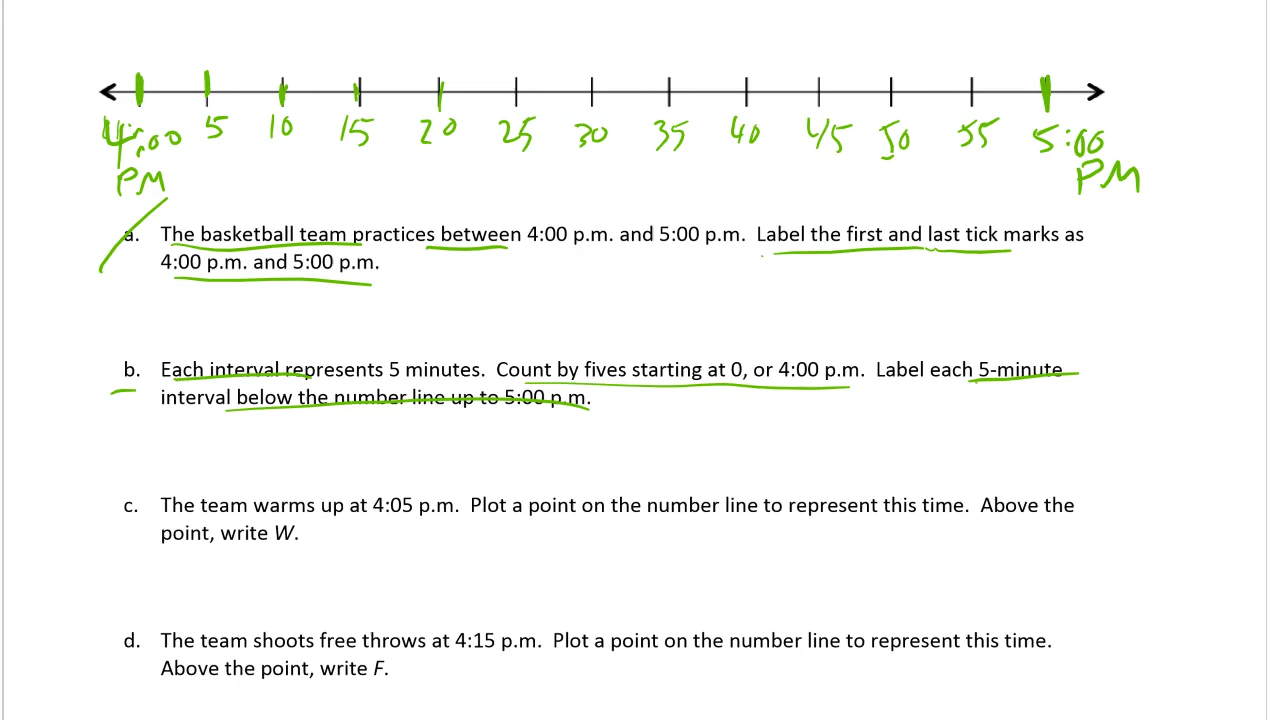 4:00 5 10 15 20 25 30 35 40 45 50 55 5:00
PM PM
a. The basketball team practices between 4:00 p.m. and 5:00 p.m. Label the first and last tick marks as
4:00 p.m. and 5:00 p.m.
b. Each interval represents 5 minutes. Count by fives starting at 0, or 4:00 p.m. Label each 5-minute
interval below the number line up to 5:00 p.m.
c. The team warms up at 4:05 p.m. Plot a point on the number line to represent this time. Above the
point, write W.
d. The team shoots free throws at 4:15 p.m. Plot a point on the number line to represent this time.
Above the point, write F.